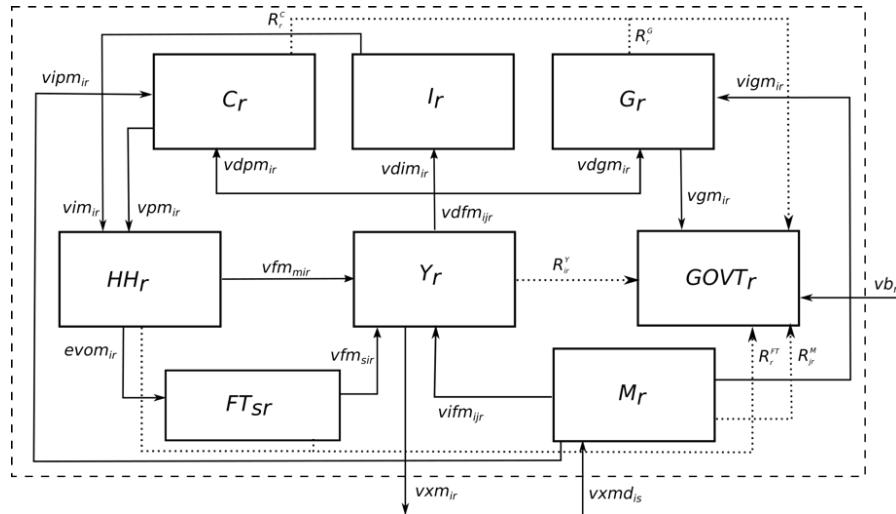 R_r^C
R_r^G
vipm_ir
C_r
I_r
G_r
vigm_ir
vdpm_ir
vdim_ir
vdgm_ir
vim_ir
vpm_ir
vdfm_ijr
vgm_ir
HH_r
vfm_mir
Y_r
R_ir^Y
GOVT_r
evom_ir
vfm_sir
R_r^FT
R_jr^M
FT_sr
vifm_ijr
M_r
vxm_ir
vxmd_is